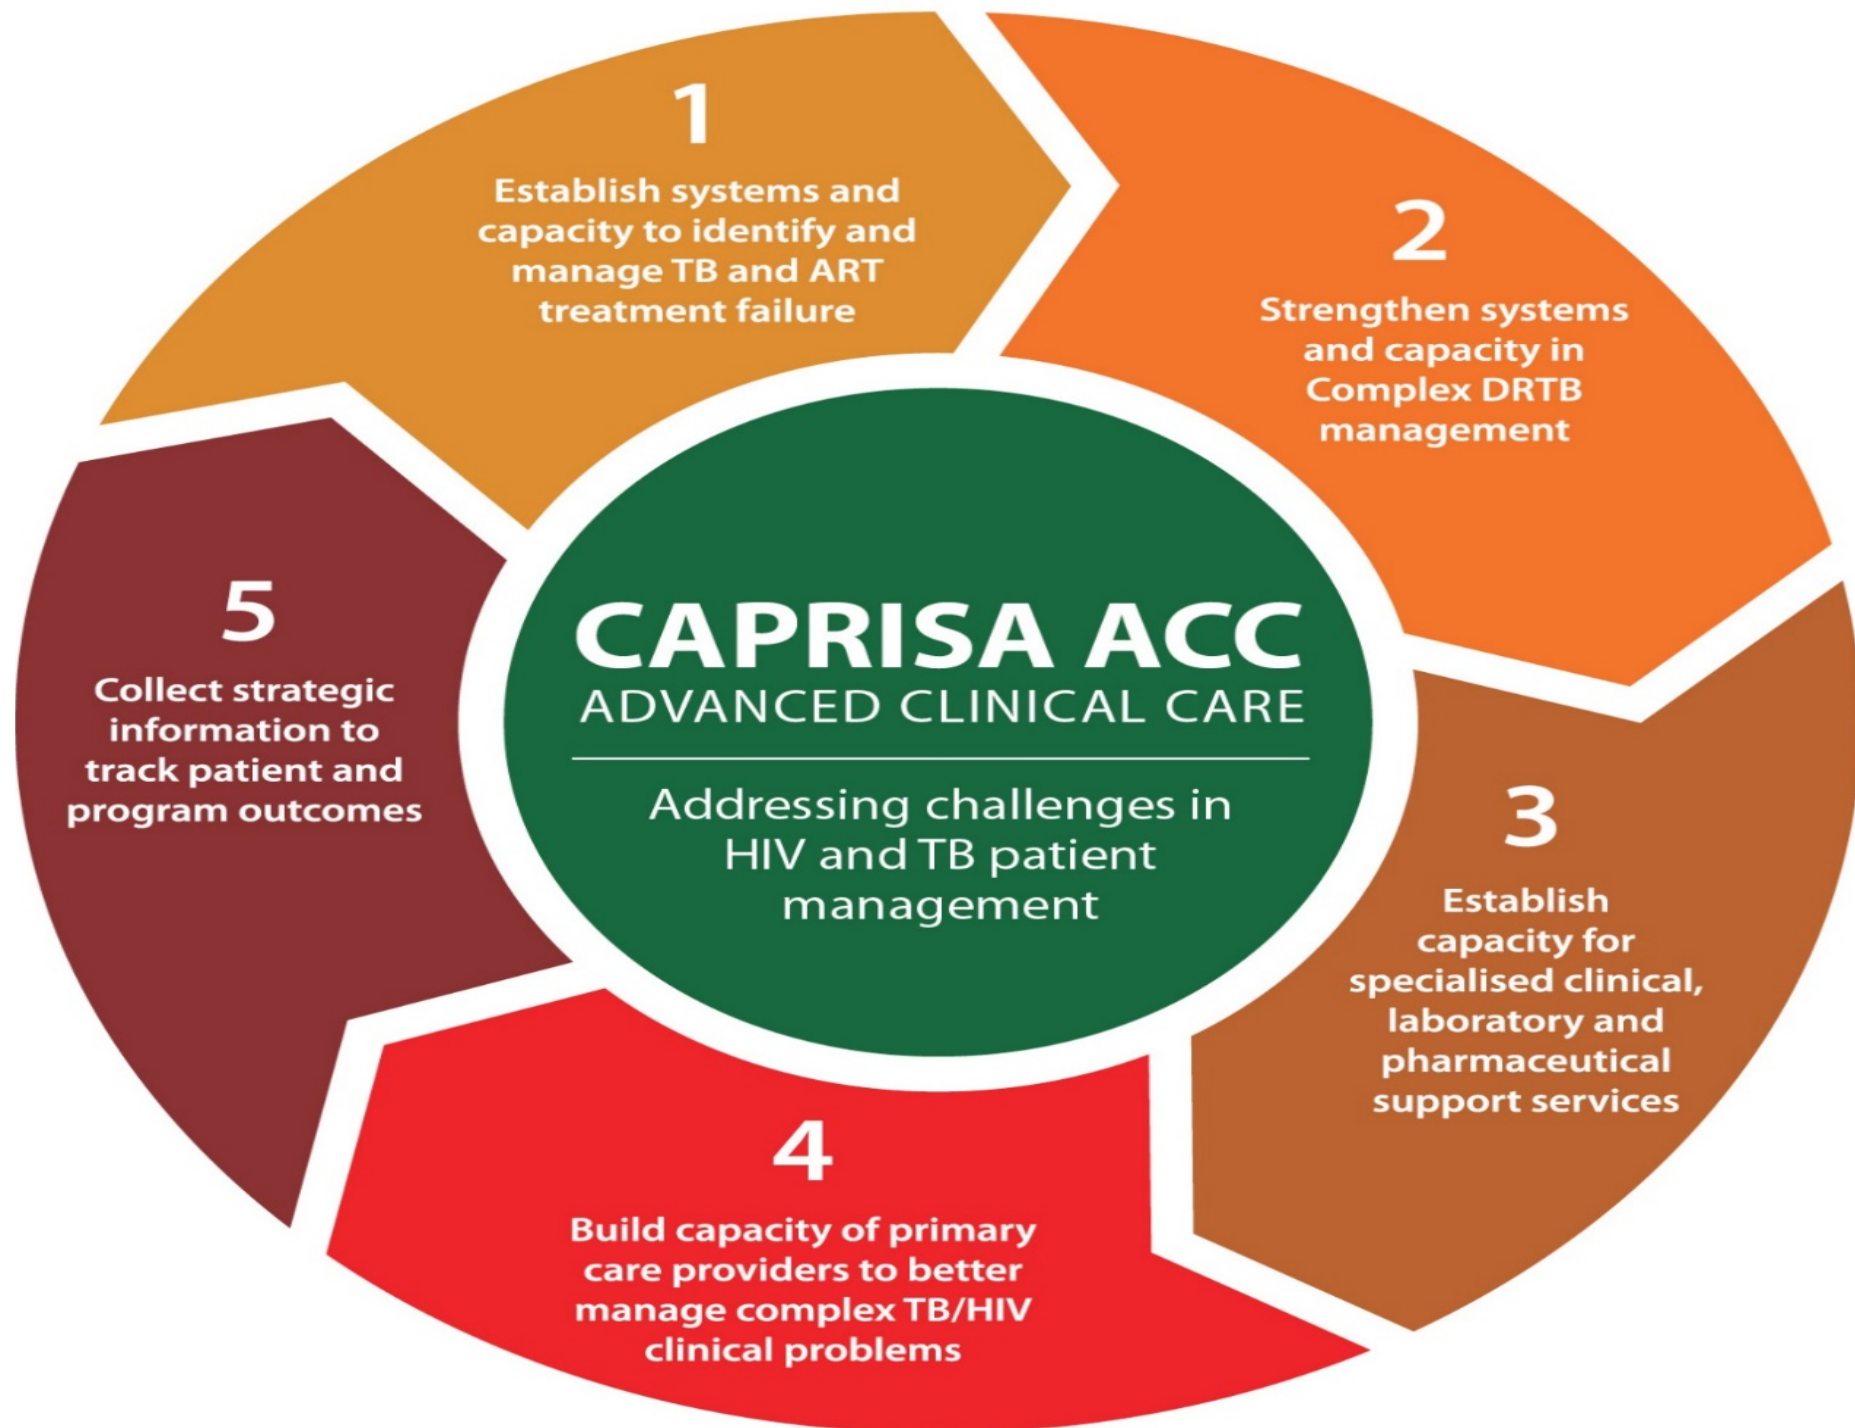 1
Establish systems and
capacity to identify and
manage TB and ART
treatment failure
2
Strengthen systems
and capacity in
Complex DRTB
management
3
Establish
capacity for
specialised clinical,
laboratory and
pharmaceutical
support services
4
Build capacity of primary
care providers to better
manage complex TB/HIV
clinical problems
5
Collect strategic
information to
track patient and
program outcomes
CAPRISA ACC
ADVANCED CLINICAL CARE
Addressing challenges in
HIV and TB patient
management